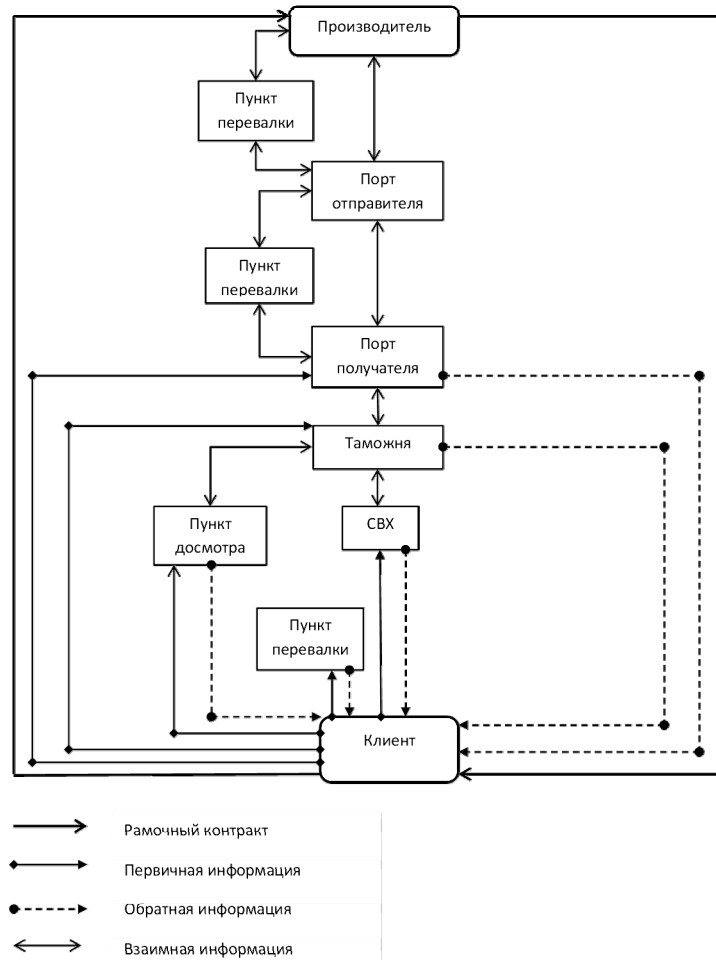 Производитель
Пункт
перевалки
Порт
отправителя
Пункт
перевалки
Порт
получателя
Таможня
Пункт
досмотра
СВХ
Пункт
перевалки
Клиент
Рамочный контракт
Первичная информация
Обратная информация
Взаимная информация